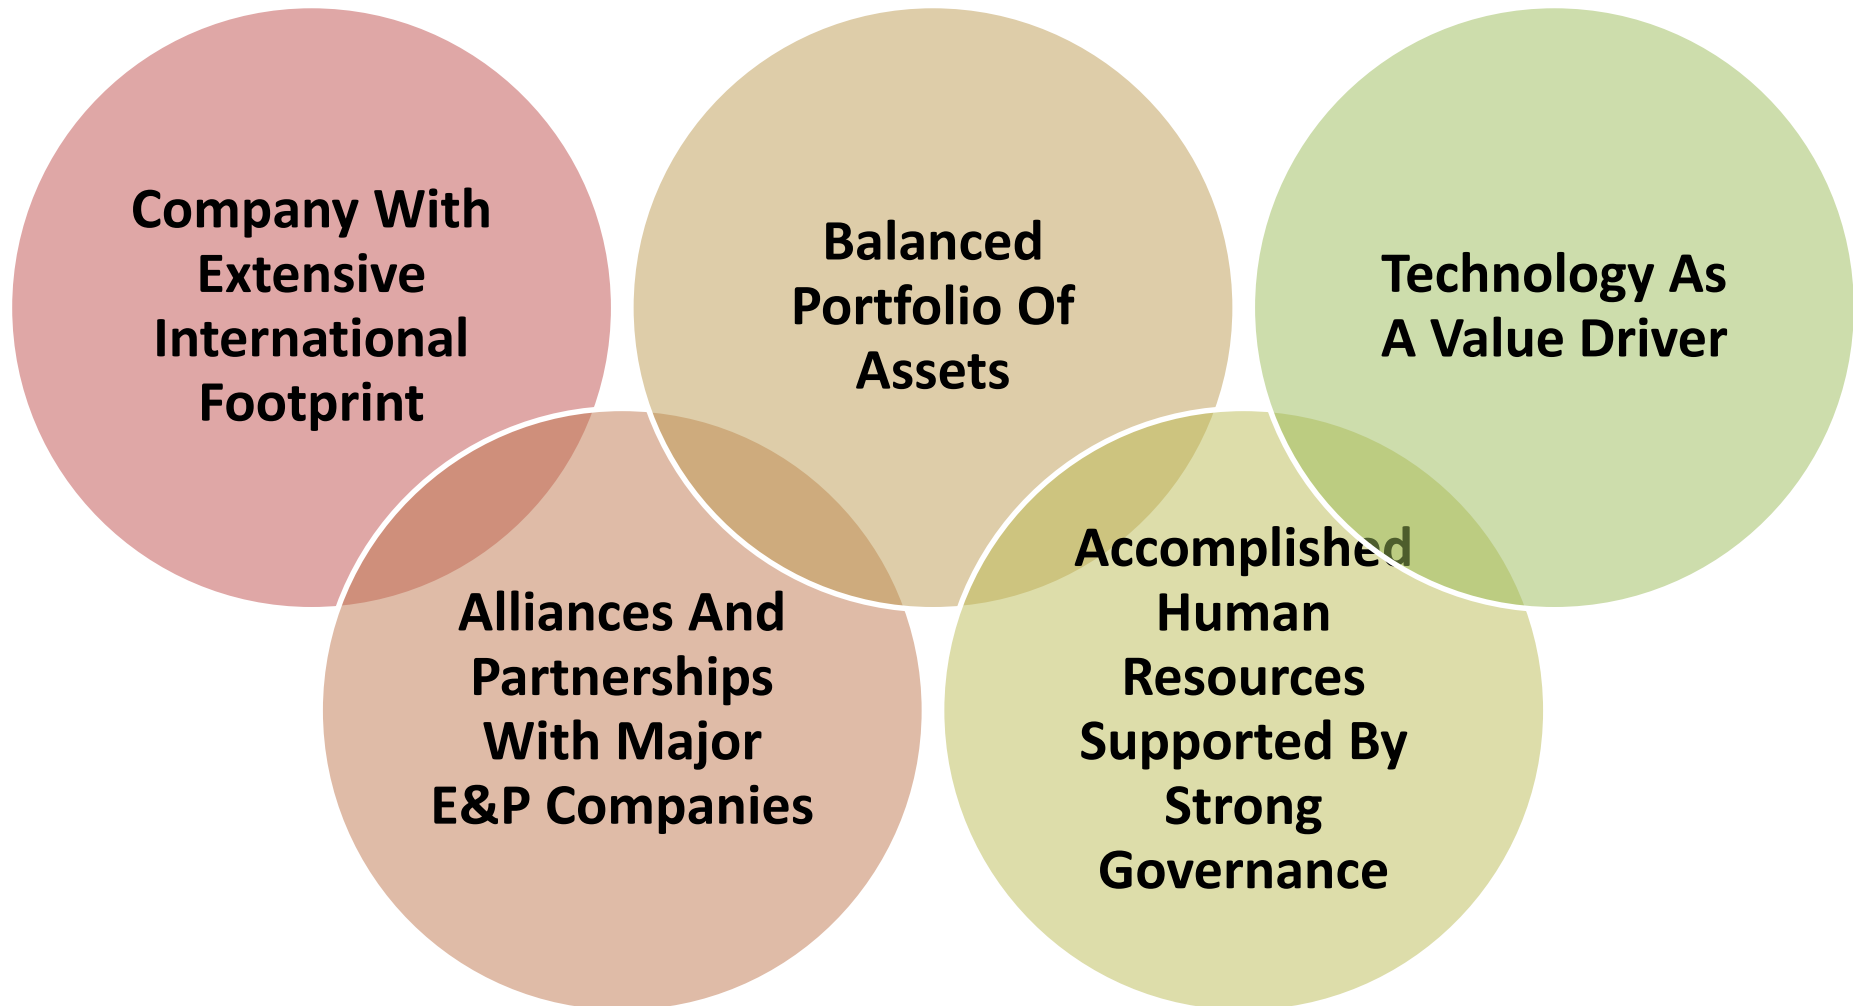 Company With
Extensive
International
Footprint
Balanced
Portfolio Of
Assets
Technology As
A Value Driver
Alliances And
Partnerships
With Major
E&P Companies
Accomplished
Human
Resources
Supported By
Strong
Governance